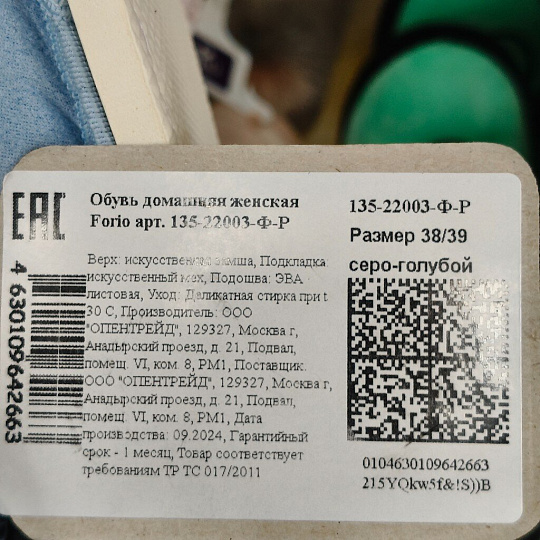 EAC
Обувь домашняя женская
Forio арт. 135-22003-Ф-Р
Верх: искусственная замша, Подкладка:
искусственный мех, Подошва: ЭВА
листовая, Уход: Деликатная стирка при t
30 С, Производитель: ООО
"ОПЕНТРЕЙД", 129327, Москва г,
Анадырский проезд, д. 21, Подвал,
помещ. VI, ком. 8, РМ1, Поставщик:
ООО "ОПЕНТРЕЙД", 129327, Москва г,
Анадырский проезд, д. 21, Подвал,
помещ. VI, ком. 8, РМ1, Дата
производства: 09.2024, Гарантийный
срок - 1 месяц, Товар соответствует
требованиям ТР ТС 017/2011
4 630109 642663
135-22003-Ф-Р
Размер 38/39
серо-голубой
0104630109642663
215YQkw5f&!S))B